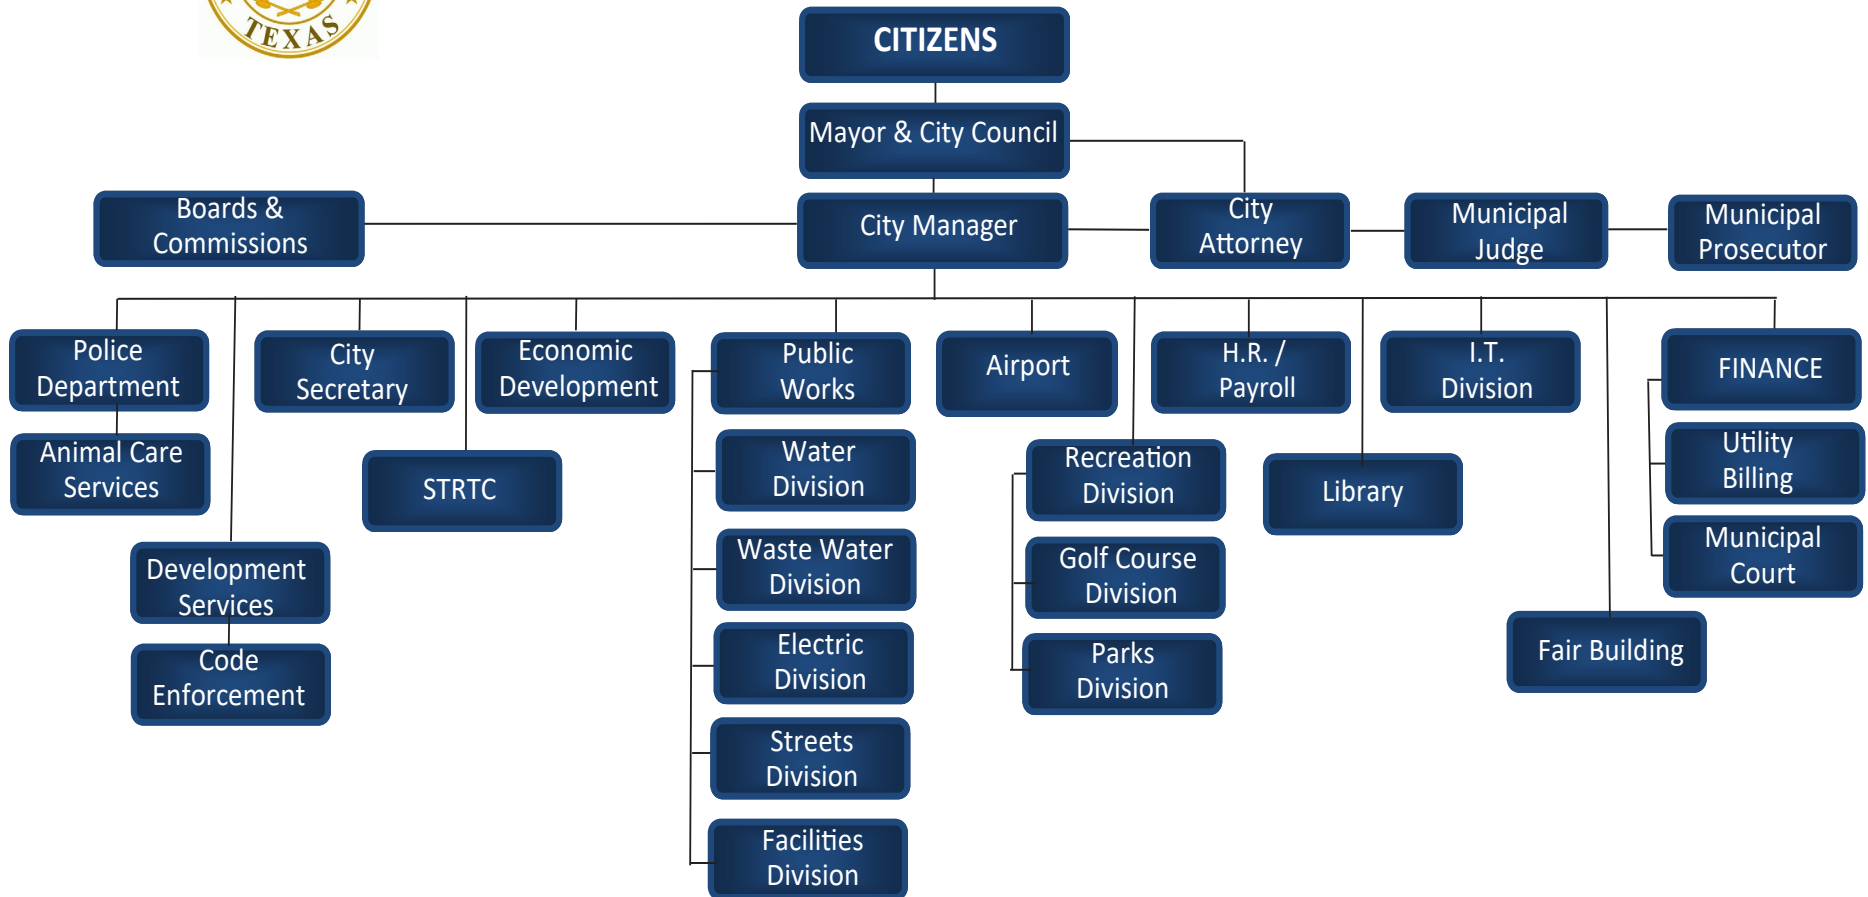 TEXAS
CITIZENS
Mayor & City Council
Boards &
Commissions
City Manager
City
Attorney
Municipal
Judge
Municipal
Prosecutor
Police
Department
City
Secretary
Economic
Development
Public
Works
Airport
H.R. /
Payroll
I.T.
Division
FINANCE
Animal Care
Services
STRTC
Water
Division
Recreation
Division
Library
Utility
Billing
Development
Services
Waste Water
Division
Golf Course
Division
Municipal
Court
Code
Enforcement
Electric
Division
Parks
Division
Fair Building
Streets
Division
Facilities
Division